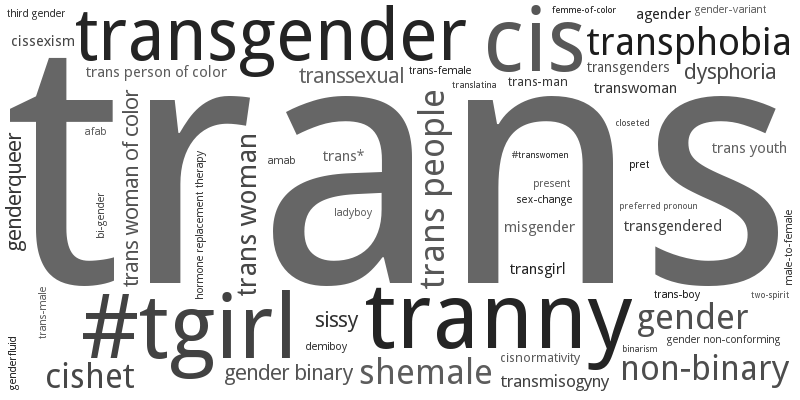 third gender
transgender
cis
femme-of-color
agender
gender-variant
cissexism
transphobia
trans person of color
transsexual
trans-female
transgenders
dysphoria
translatina
trans-man
transwoman
trans
afab
trans woman of color
closeted
genderqueer
hormone replacement therapy
trans woman
amab
trans*
trans people
#transwomen
pret
trans youth
present
bi-gender
ladyboy
sex-change
preferred pronoun
misgender
transgendered
male-to-female
transgirl
trans-male
#tgirl
sissy
tranny
trans-boy
two-spirit
gender
demiboy
gender non-conforming
binarism
genderfluid
cishet
gender binary
shemale
cisnormativity
transmisogyny
non-binary